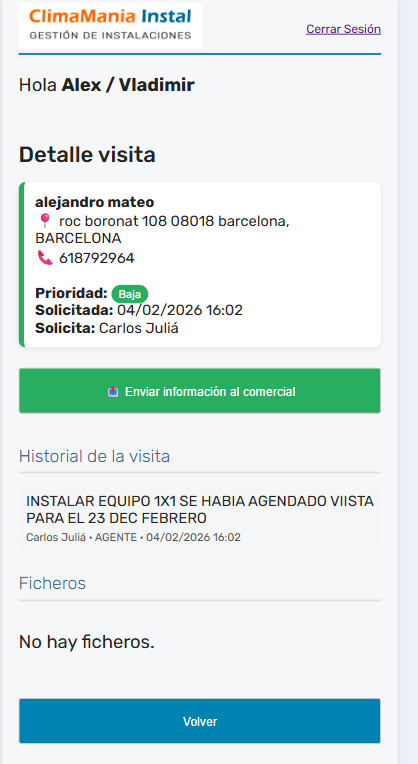 ClimaMania Instal
GESTIÓN DE INSTALACIONES
Cerrar Sesión
Hola Alex / Vladimir
Detalle visita
alejandro mateo
roc boronat 108 08018 barcelona,
BARCELONA
618792964
Prioridad: Baja
Solicitada: 04/02/2026 16:02
Solicita: Carlos Juliá
Enviar información al comercial
Historial de la visita
INSTALAR EQUIPO 1X1 SE HABIA AGENDADO VIISTA
PARA EL 23 DEC FEBRERO
Carlos Juliá • AGENTE • 04/02/2026 16:02
Ficheros
No hay ficheros.
Volver